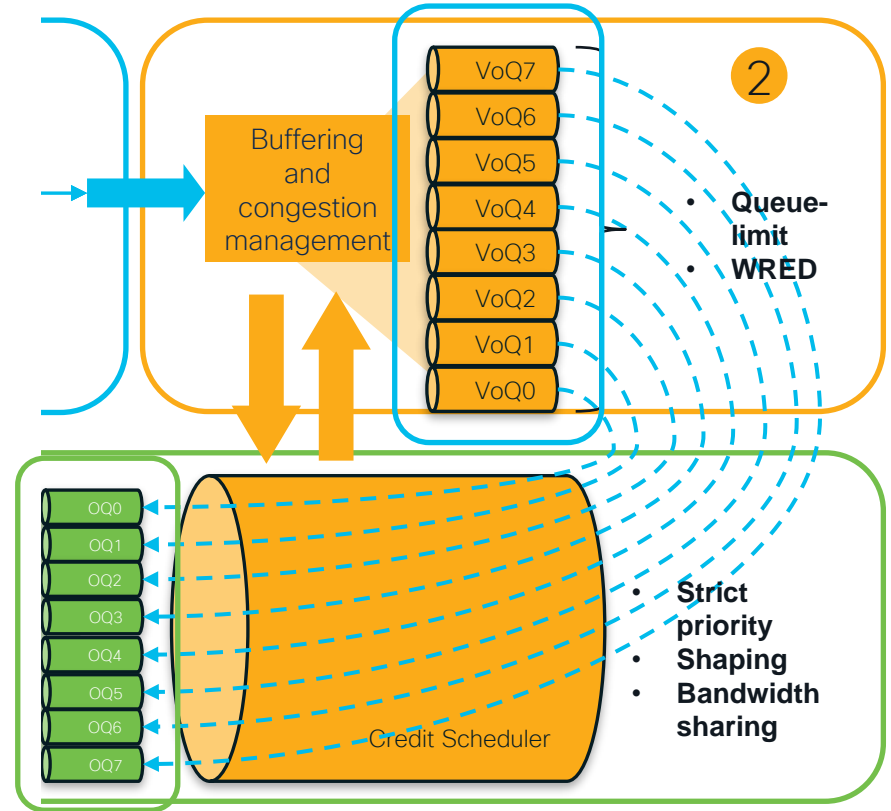 VoQ7
VoQ6
VoQ5
VoQ4
VoQ3
VoQ2
VoQ1
VoQ0
2
Buffering
and
congestion
management
• Queue-
limit
• WRED
OQ0
OQ1
OQ2
OQ3
OQ4
OQ5
OQ6
OQ7
Credit Scheduler
• Strict
priority
• Shaping
• Bandwidth
sharing